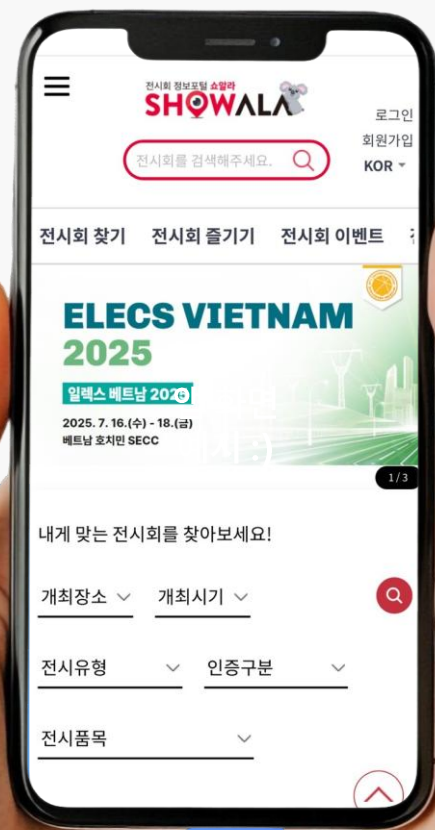 전시회 정보포털 쇼알라
SHOWALA
로그인
회원가입
전시회를 검색해주세요.
KOR
전시회 찾기 전시회 즐기기 전시회 이벤트
ELECS VIETNAM
2025
일렉스 베트남 202
2025. 7. 16.(수) - 18.(금)
베트남 호치민 SECC
1/3
내게 맞는 전시회를 찾아보세요!
개최장소 개최시기
전시유형 인증구분
전시품목